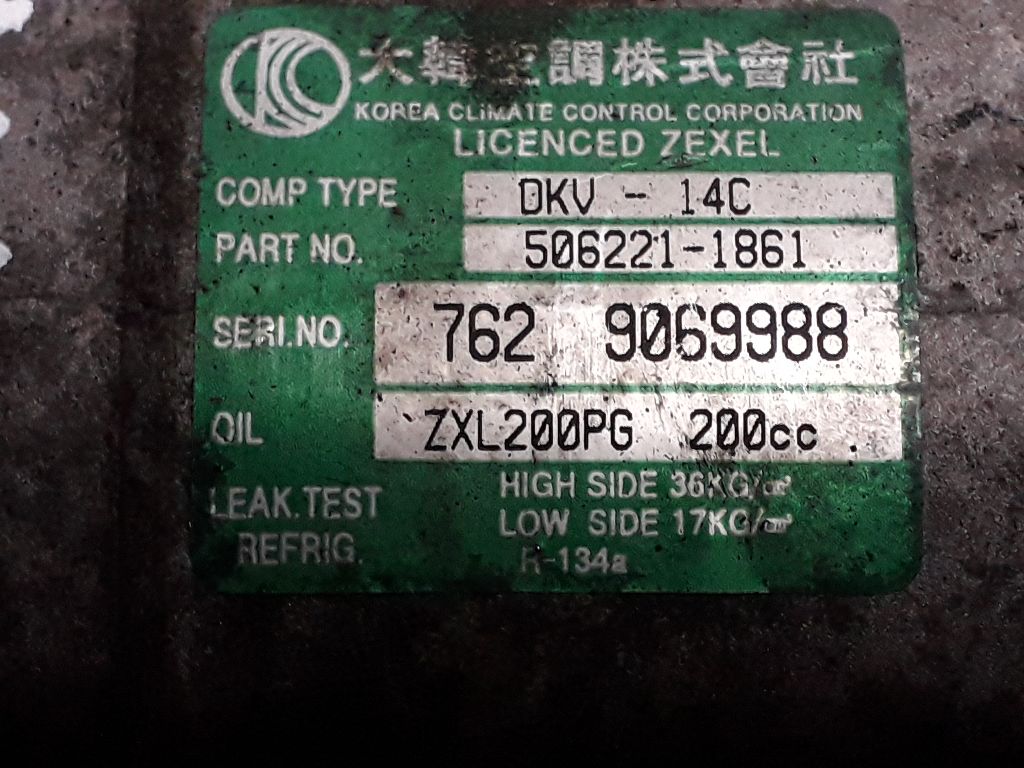 大韓空調株式會社
KOREA CLIMATE CONTROL CORPORATION
LICENCED ZEXEL
COMP TYPE DKV - 14C
PART NO. 506221-1861
SERI.NO. 762 9069988
OIL ZXL200PG 200cc
LEAK.TEST HIGH SIDE 36KG/㎠
LOW SIDE 17KG/㎠
REFRIG. R-134a